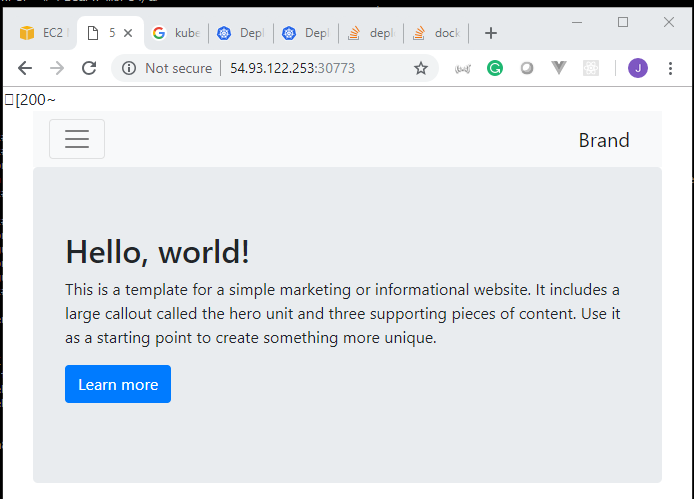 EC2
5
kube
Depl
Depl
depl
dock
Not secure
54.93.122.253:30773
J
[200~
Brand
Hello, world!
This is a template for a simple marketing or informational website. It includes a
large callout called the hero unit and three supporting pieces of content. Use it
as a starting point to create something more unique.
Learn more